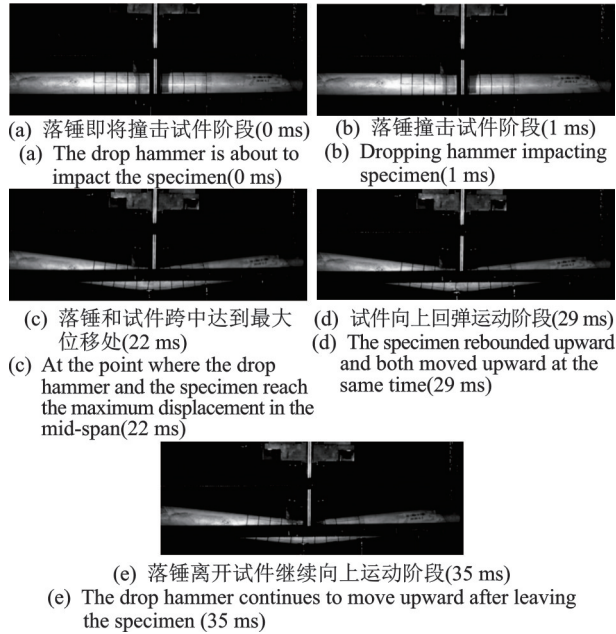 (a) 落锤即将撞击试件阶段(0 ms)
(a) The drop hammer is about to
impact the specimen(0 ms)
(b) 落锤撞击试件阶段(1 ms)
(b) Dropping hammer impacting
specimen(1 ms)
(c) 落锤和试件跨中达到最大
位移处(22 ms)
(c) At the point where the drop
hammer and the specimen reach
the maximum displacement in the
mid-span(22 ms)
(d) 试件向上回弹运动阶段(29 ms)
(d) The specimen rebounded upward
and both moved upward at the
same time(29 ms)
(e) 落锤离开试件继续向上运动阶段(35 ms)
(e) The drop hammer continues to move upward after leaving
the specimen (35 ms)